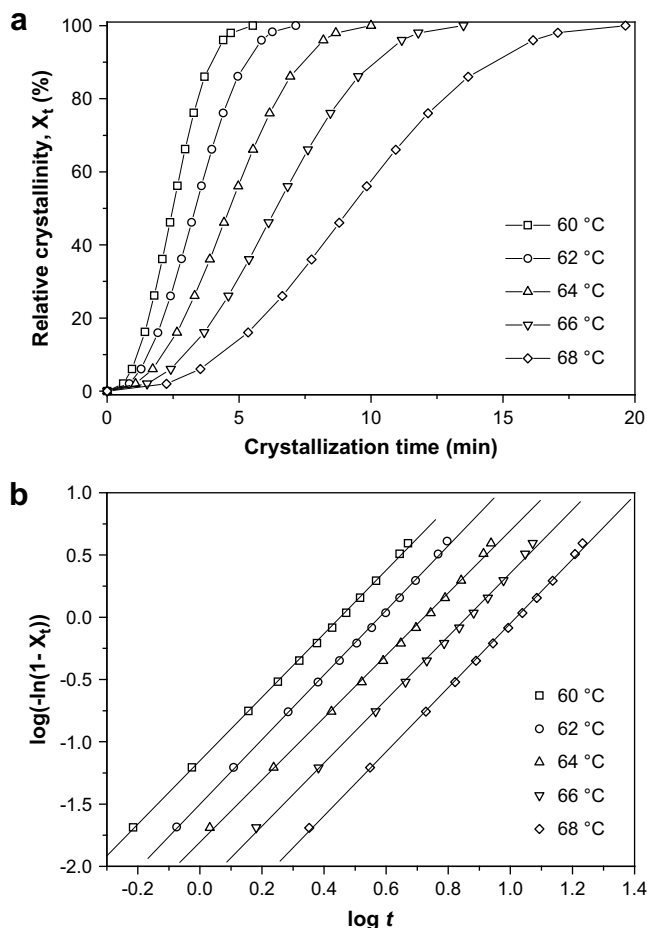 a
100
80
60
40
20
0
Relative crystallinity, X_t (%)
60 °C
62 °C
64 °C
66 °C
68 °C
0 5 10 15 20
Crystallization time (min)
b
1.0
0.5
0.0
-0.5
-1.0
-1.5
-2.0
log(-ln(1- X_t))
60 °C
62 °C
64 °C
66 °C
68 °C
-0.2 0.0 0.2 0.4 0.6 0.8 1.0 1.2 1.4
log t